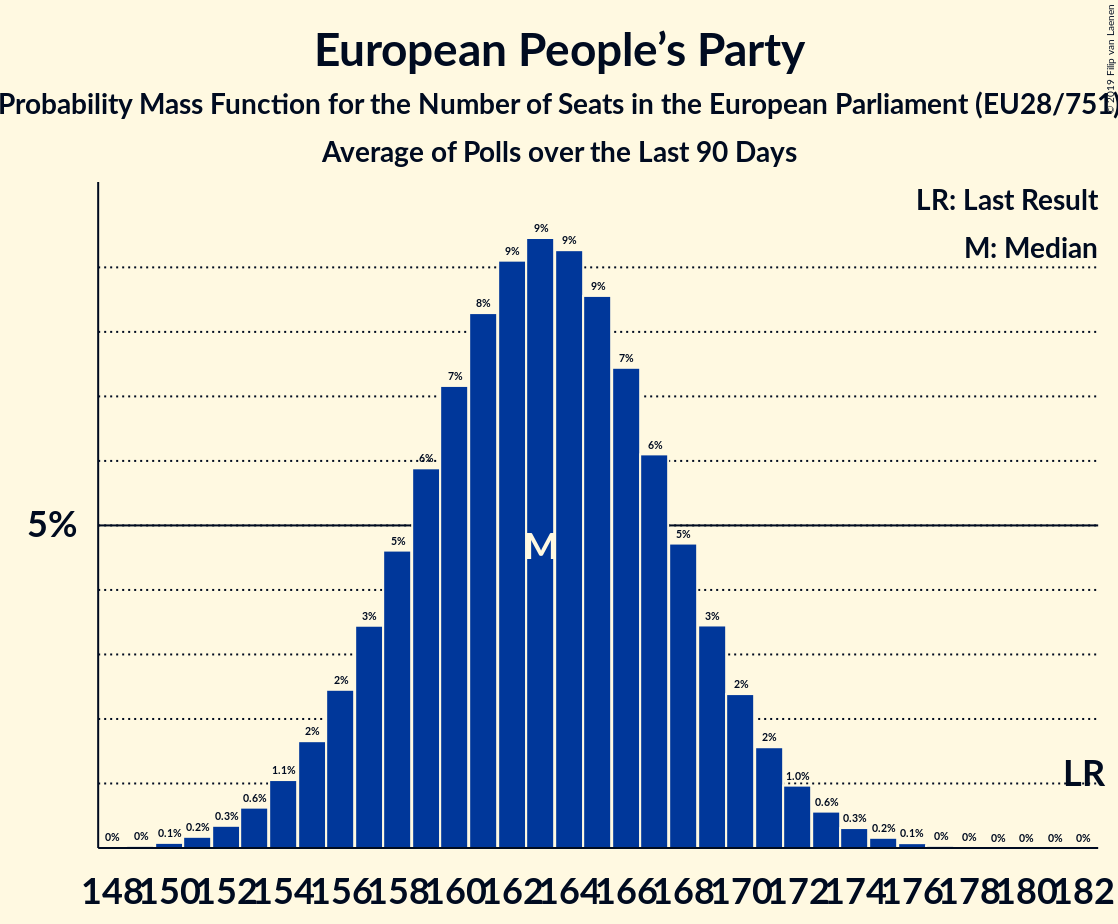 European People's Party
Probability Mass Function for the Number of Seats in the European Parliament (EU28/751)
Average of Polls over the Last 90 Days
© 2019 Filip van Laenen
LR: Last Result
M: Median
5%
0% 0% 0.1% 0.2% 0.3% 0.6% 1.1% 2% 2% 3% 5% 6% 7% 8% 9% 9% 9% 9% 7% 6% 5% 3% 2% 2% 1.0% 0.6% 0.3% 0.2% 0.1% 0% 0% 0% 0% 0% 0%
M
LR
148 150 152 154 156 158 160 162 164 166 168 170 172 174 176 178 180 182